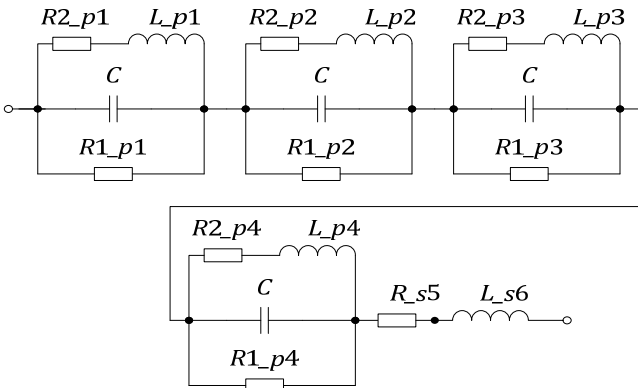 R2_p1 L_p1 R2_p2 L_p2 R2_p3 L_p3
C C C
R1_p1 R1_p2 R1_p3
R2_p4 L_p4
C R_s5 L_s6
R1_p4